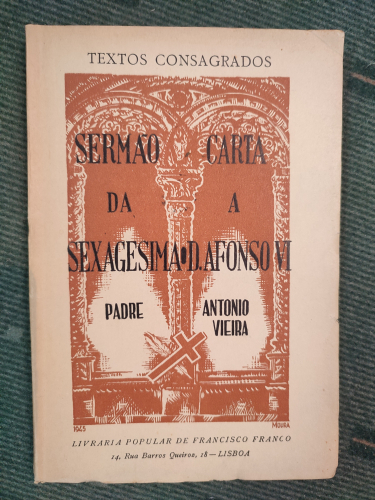 TEXTOS CONSAGRADOS
SERMÃO • CARTA
DA A
SEXAGESIMA • D. AFONSO VI
PADRE ANTONIO
VIEIRA
1945 MOURA
LIVRARIA POPULAR DE FRANCISCO FRANCO
14, Rua Barros Queiroz, 18 — LISBOA